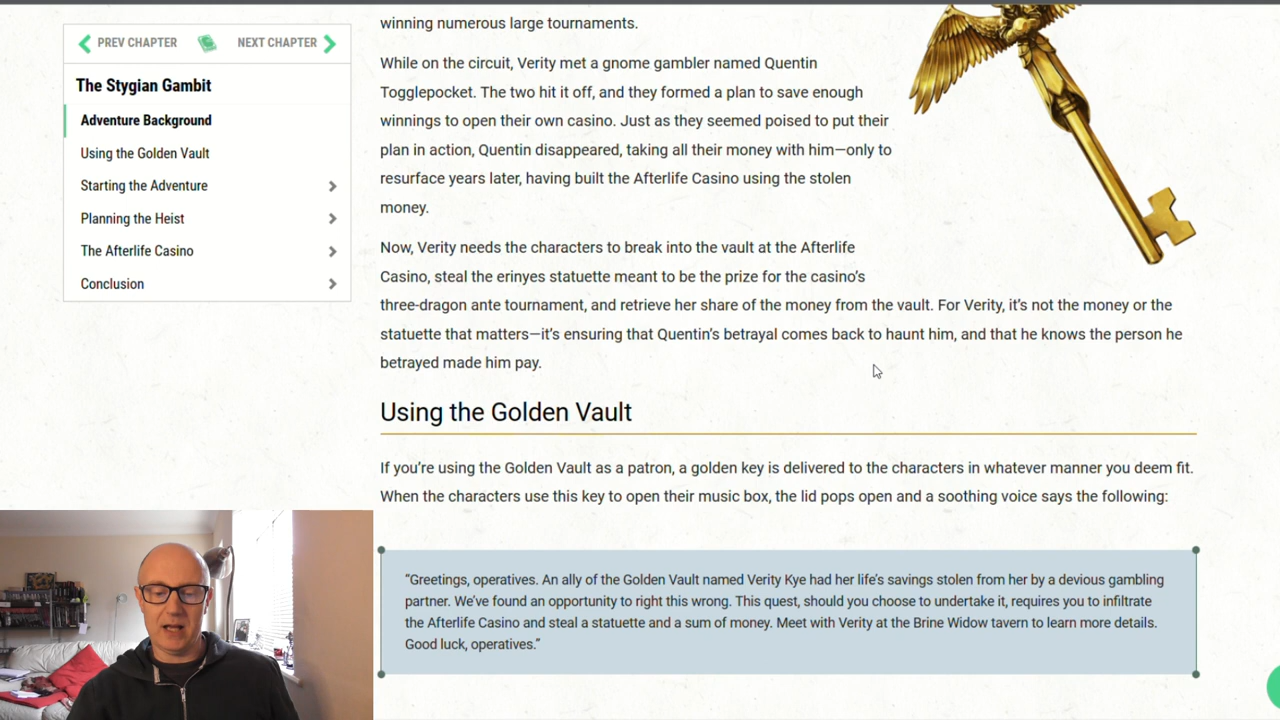 PREV CHAPTER
NEXT CHAPTER
The Stygian Gambit
Adventure Background
Using the Golden Vault
Starting the Adventure
Planning the Heist
The Afterlife Casino
Conclusion
winning numerous large tournaments.
While on the circuit, Verity met a gnome gambler named Quentin
Togglepocket. The two hit it off, and they formed a plan to save enough
winnings to open their own casino. Just as they seemed poised to put their
plan in action, Quentin disappeared, taking all their money with him—only to
resurface years later, having built the Afterlife Casino using the stolen
money.
Now, Verity needs the characters to break into the vault at the Afterlife
Casino, steal the erinyes statuette meant to be the prize for the casino's
three-dragon ante tournament, and retrieve her share of the money from the vault. For Verity, it's not the money or the
statuette that matters—it's ensuring that Quentin's betrayal comes back to haunt him, and that he knows the person he
betrayed made him pay.
Using the Golden Vault
If you're using the Golden Vault as a patron, a golden key is delivered to the characters in whatever manner you deem fit.
When the characters use this key to open their music box, the lid pops open and a soothing voice says the following:
"Greetings, operatives. An ally of the Golden Vault named Verity Kye had her life's savings stolen from her by a devious gambling
partner. We've found an opportunity to right this wrong. This quest, should you choose to undertake it, requires you to infiltrate
the Afterlife Casino and steal a statuette and a sum of money. Meet with Verity at the Brine Widow tavern to learn more details.
Good luck, operatives."